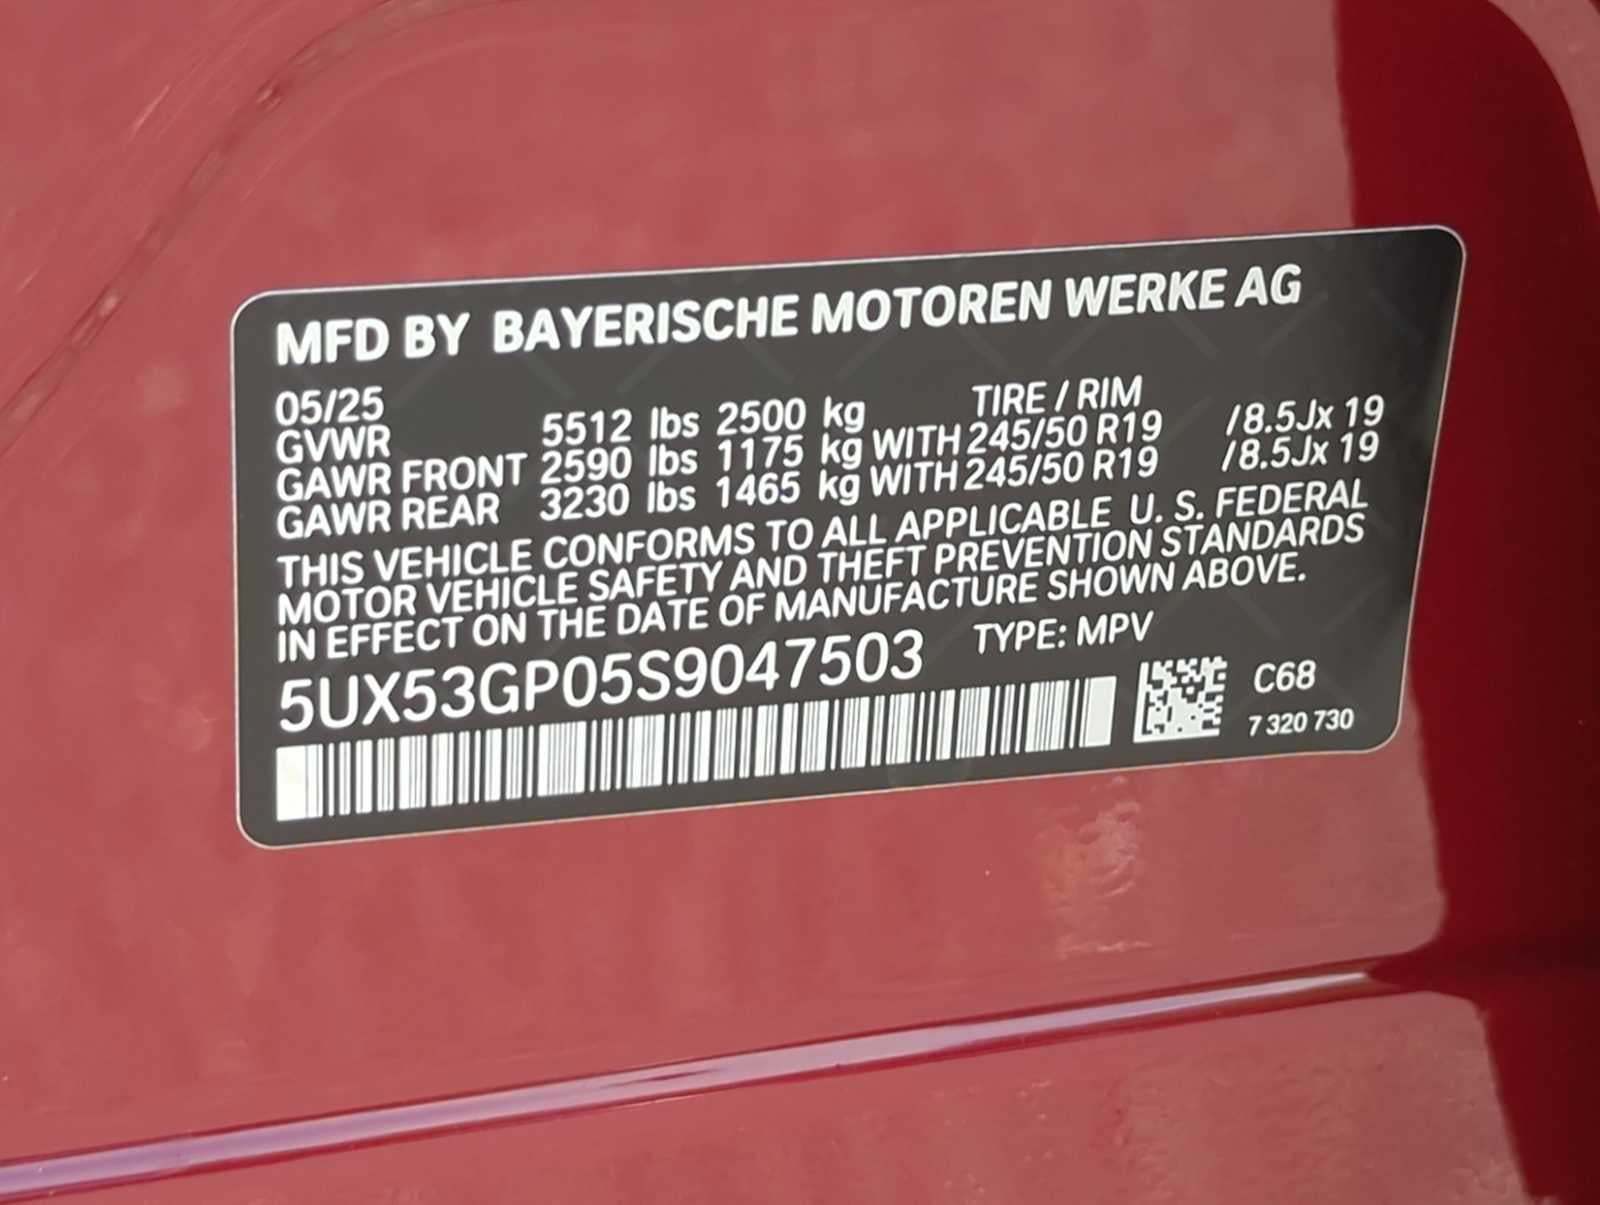 MFD BY BAYERISCHE MOTOREN WERKE AG
05/25 TIRE / RIM
GVWR 5512 lbs 2500 kg
GAWR FRONT 2590 lbs 1175 kg WITH 245/50 R19 /8.5Jx 19
GAWR REAR 3230 lbs 1465 kg WITH 245/50 R19 /8.5Jx 19
THIS VEHICLE CONFORMS TO ALL APPLICABLE U. S. FEDERAL
MOTOR VEHICLE SAFETY AND THEFT PREVENTION STANDARDS
IN EFFECT ON THE DATE OF MANUFACTURE SHOWN ABOVE.
5UX53GP05S9047503 TYPE: MPV
C68
7 320 730